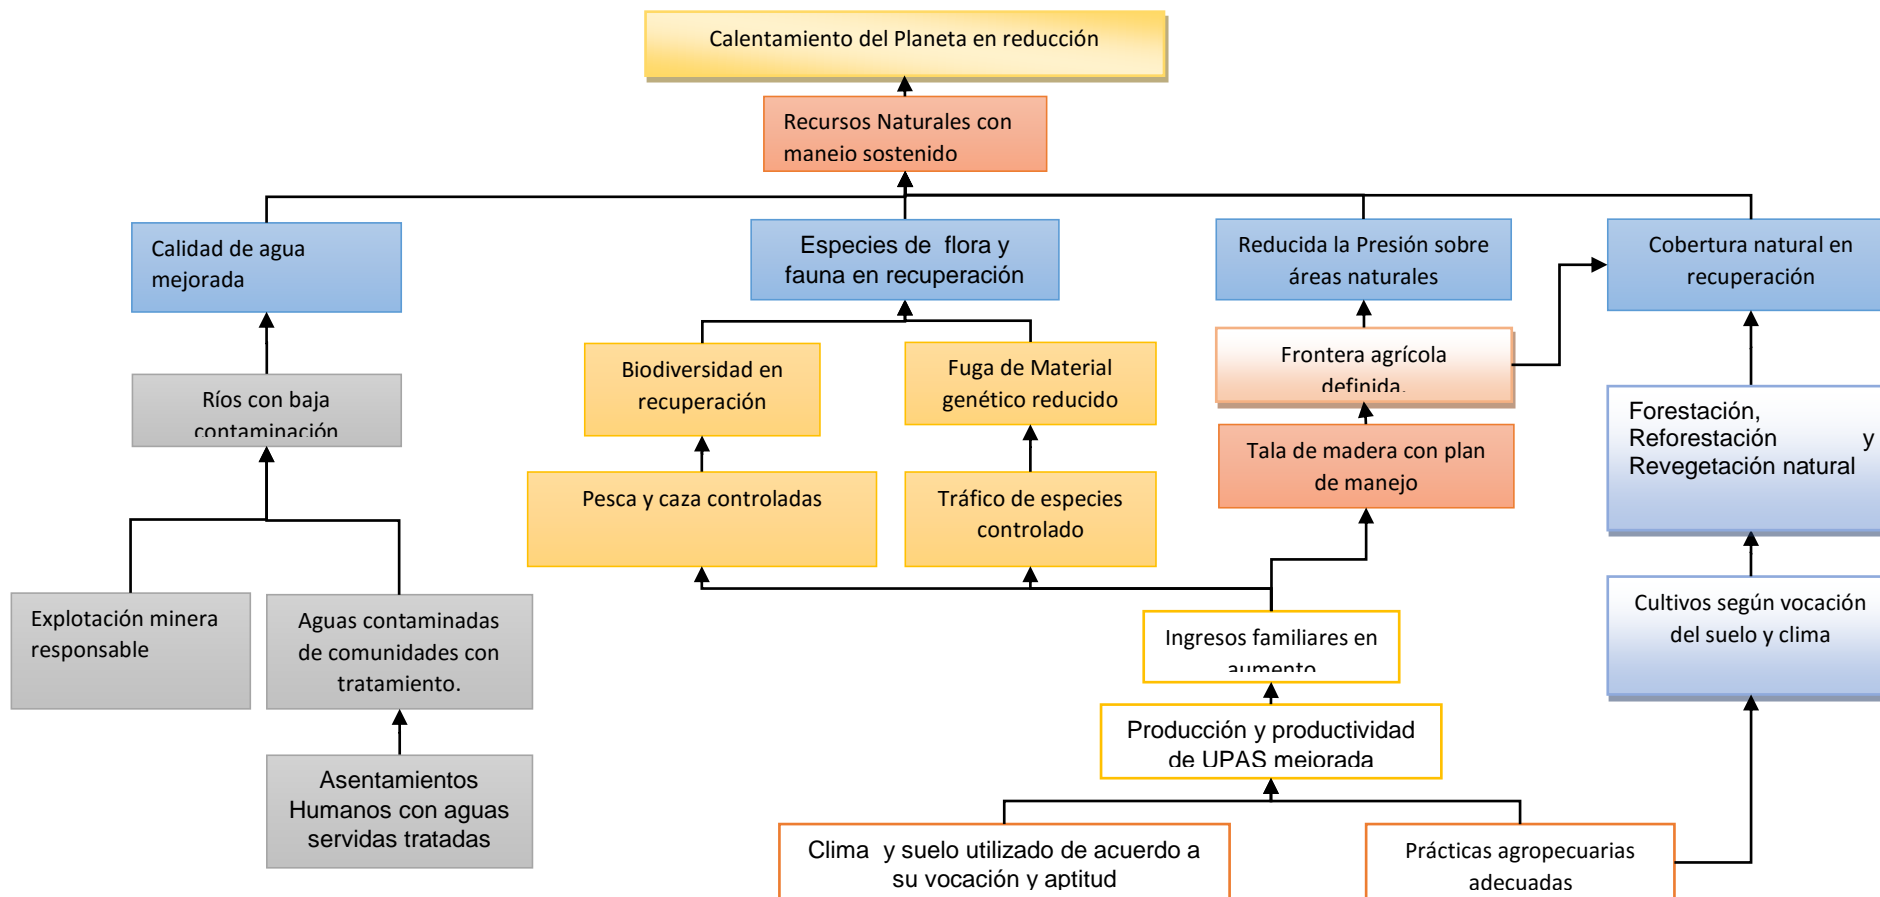 Calentamiento del Planeta en reducción
Recursos Naturales con
manejo sostenido
Calidad de agua
mejorada
Especies de flora y
fauna en recuperación
Reducida la Presión sobre
áreas naturales
Cobertura natural en
recuperación
Ríos con baja
contaminación
Biodiversidad en
recuperación
Fuga de Material
genético reducido
Frontera agrícola
definida.
Forestación,
Reforestación y
Revegetación natural
Tala de madera con plan
de manejo
Pesca y caza controladas
Tráfico de especies
controlado
Explotación minera
responsable
Aguas contaminadas
de comunidades con
tratamiento.
Ingresos familiares en
aumento
Cultivos según vocación
del suelo y clima
Producción y productividad
de UPAS mejorada
Asentamientos
Humanos con aguas
servidas tratadas
Clima y suelo utilizado de acuerdo a
su vocación y aptitud
Prácticas agropecuarias
adecuadas